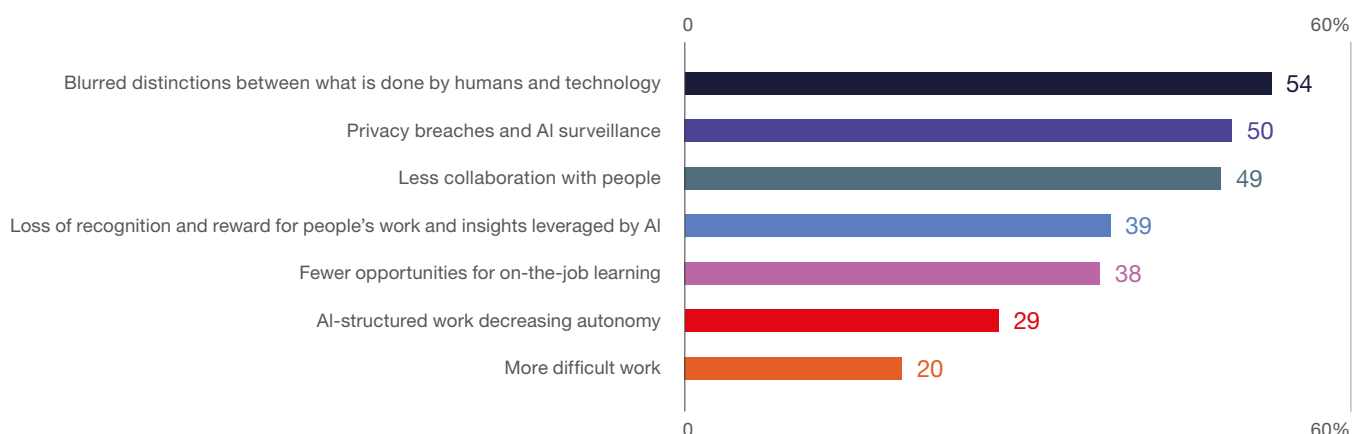 0 60%
Blurred distinctions between what is done by humans and technology 54
Privacy breaches and AI surveillance 50
Less collaboration with people 49
Loss of recognition and reward for people’s work and insights leveraged by AI 39
Fewer opportunities for on-the-job learning 38
AI-structured work decreasing autonomy 29
More difficult work 20
0 60%